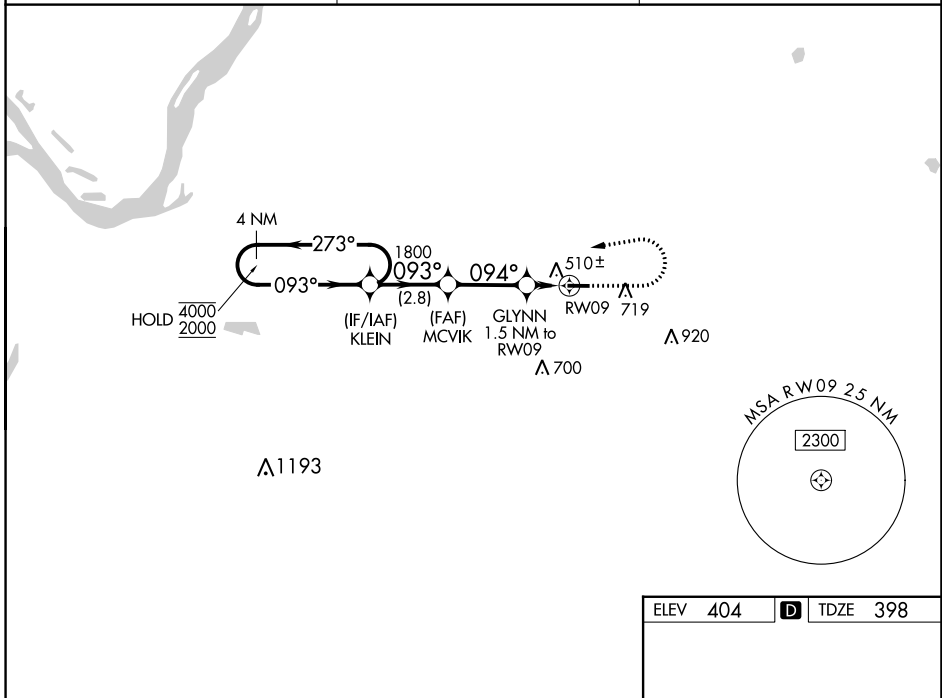 4 NM
273°
093°
HOLD 4000
2000
1800
093°
(2.8)
094°
(IF/IAF)
KLEIN
(FAF)
MCVIK
GLYNN
1.5 NM to
RW09
510±
RW09
719
920
700
1193
MSA RW09 25 NM
2300
ELEV 404 D TDZE 398